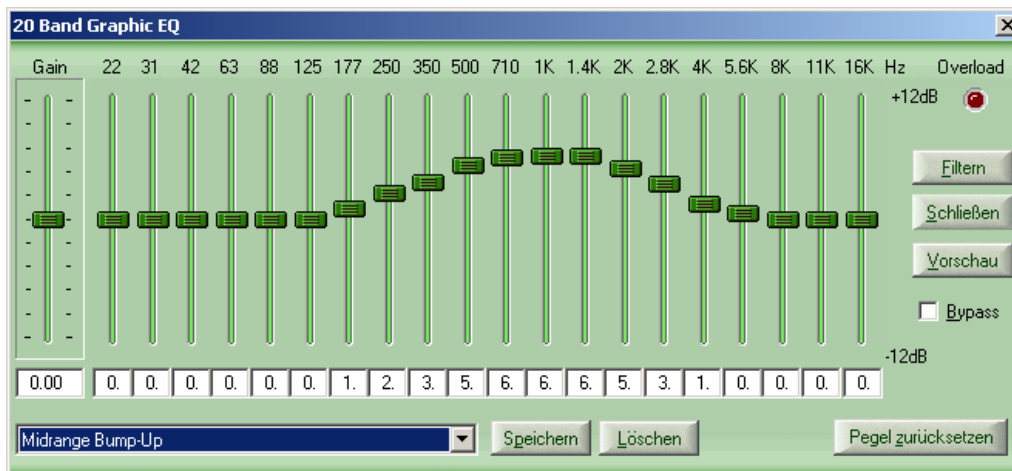 20 Band Graphic EQ
Gain 22 31 42 63 88 125 177 250 350 500 710 1K 1.4K 2K 2.8K 4K 5.6K 8K 11K 16K Hz Overload
+12dB
Filtern
Schließen
Vorschau
Bypass
-12dB
0.00 0. 0. 0. 0. 0. 0. 1. 2. 3. 5. 6. 6. 6. 5. 3. 1. 0. 0. 0. 0.
Midrange Bump-Up Speichern Löschen Pegel zurücksetzen